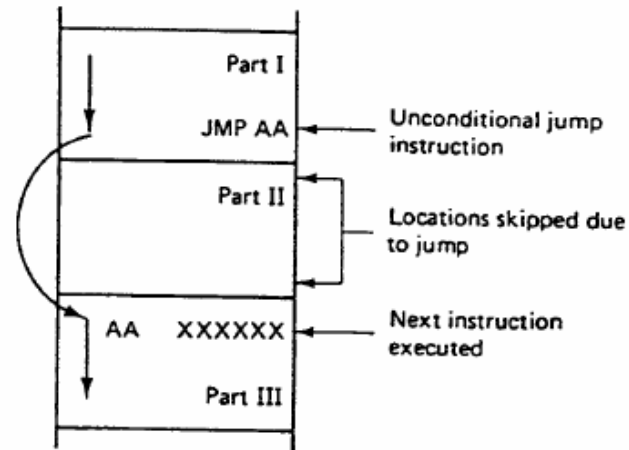 Part I
JMP AA
Unconditional jump
instruction
Part II
Locations skipped due
to jump
AA XXXXXX
Next instruction
executed
Part III